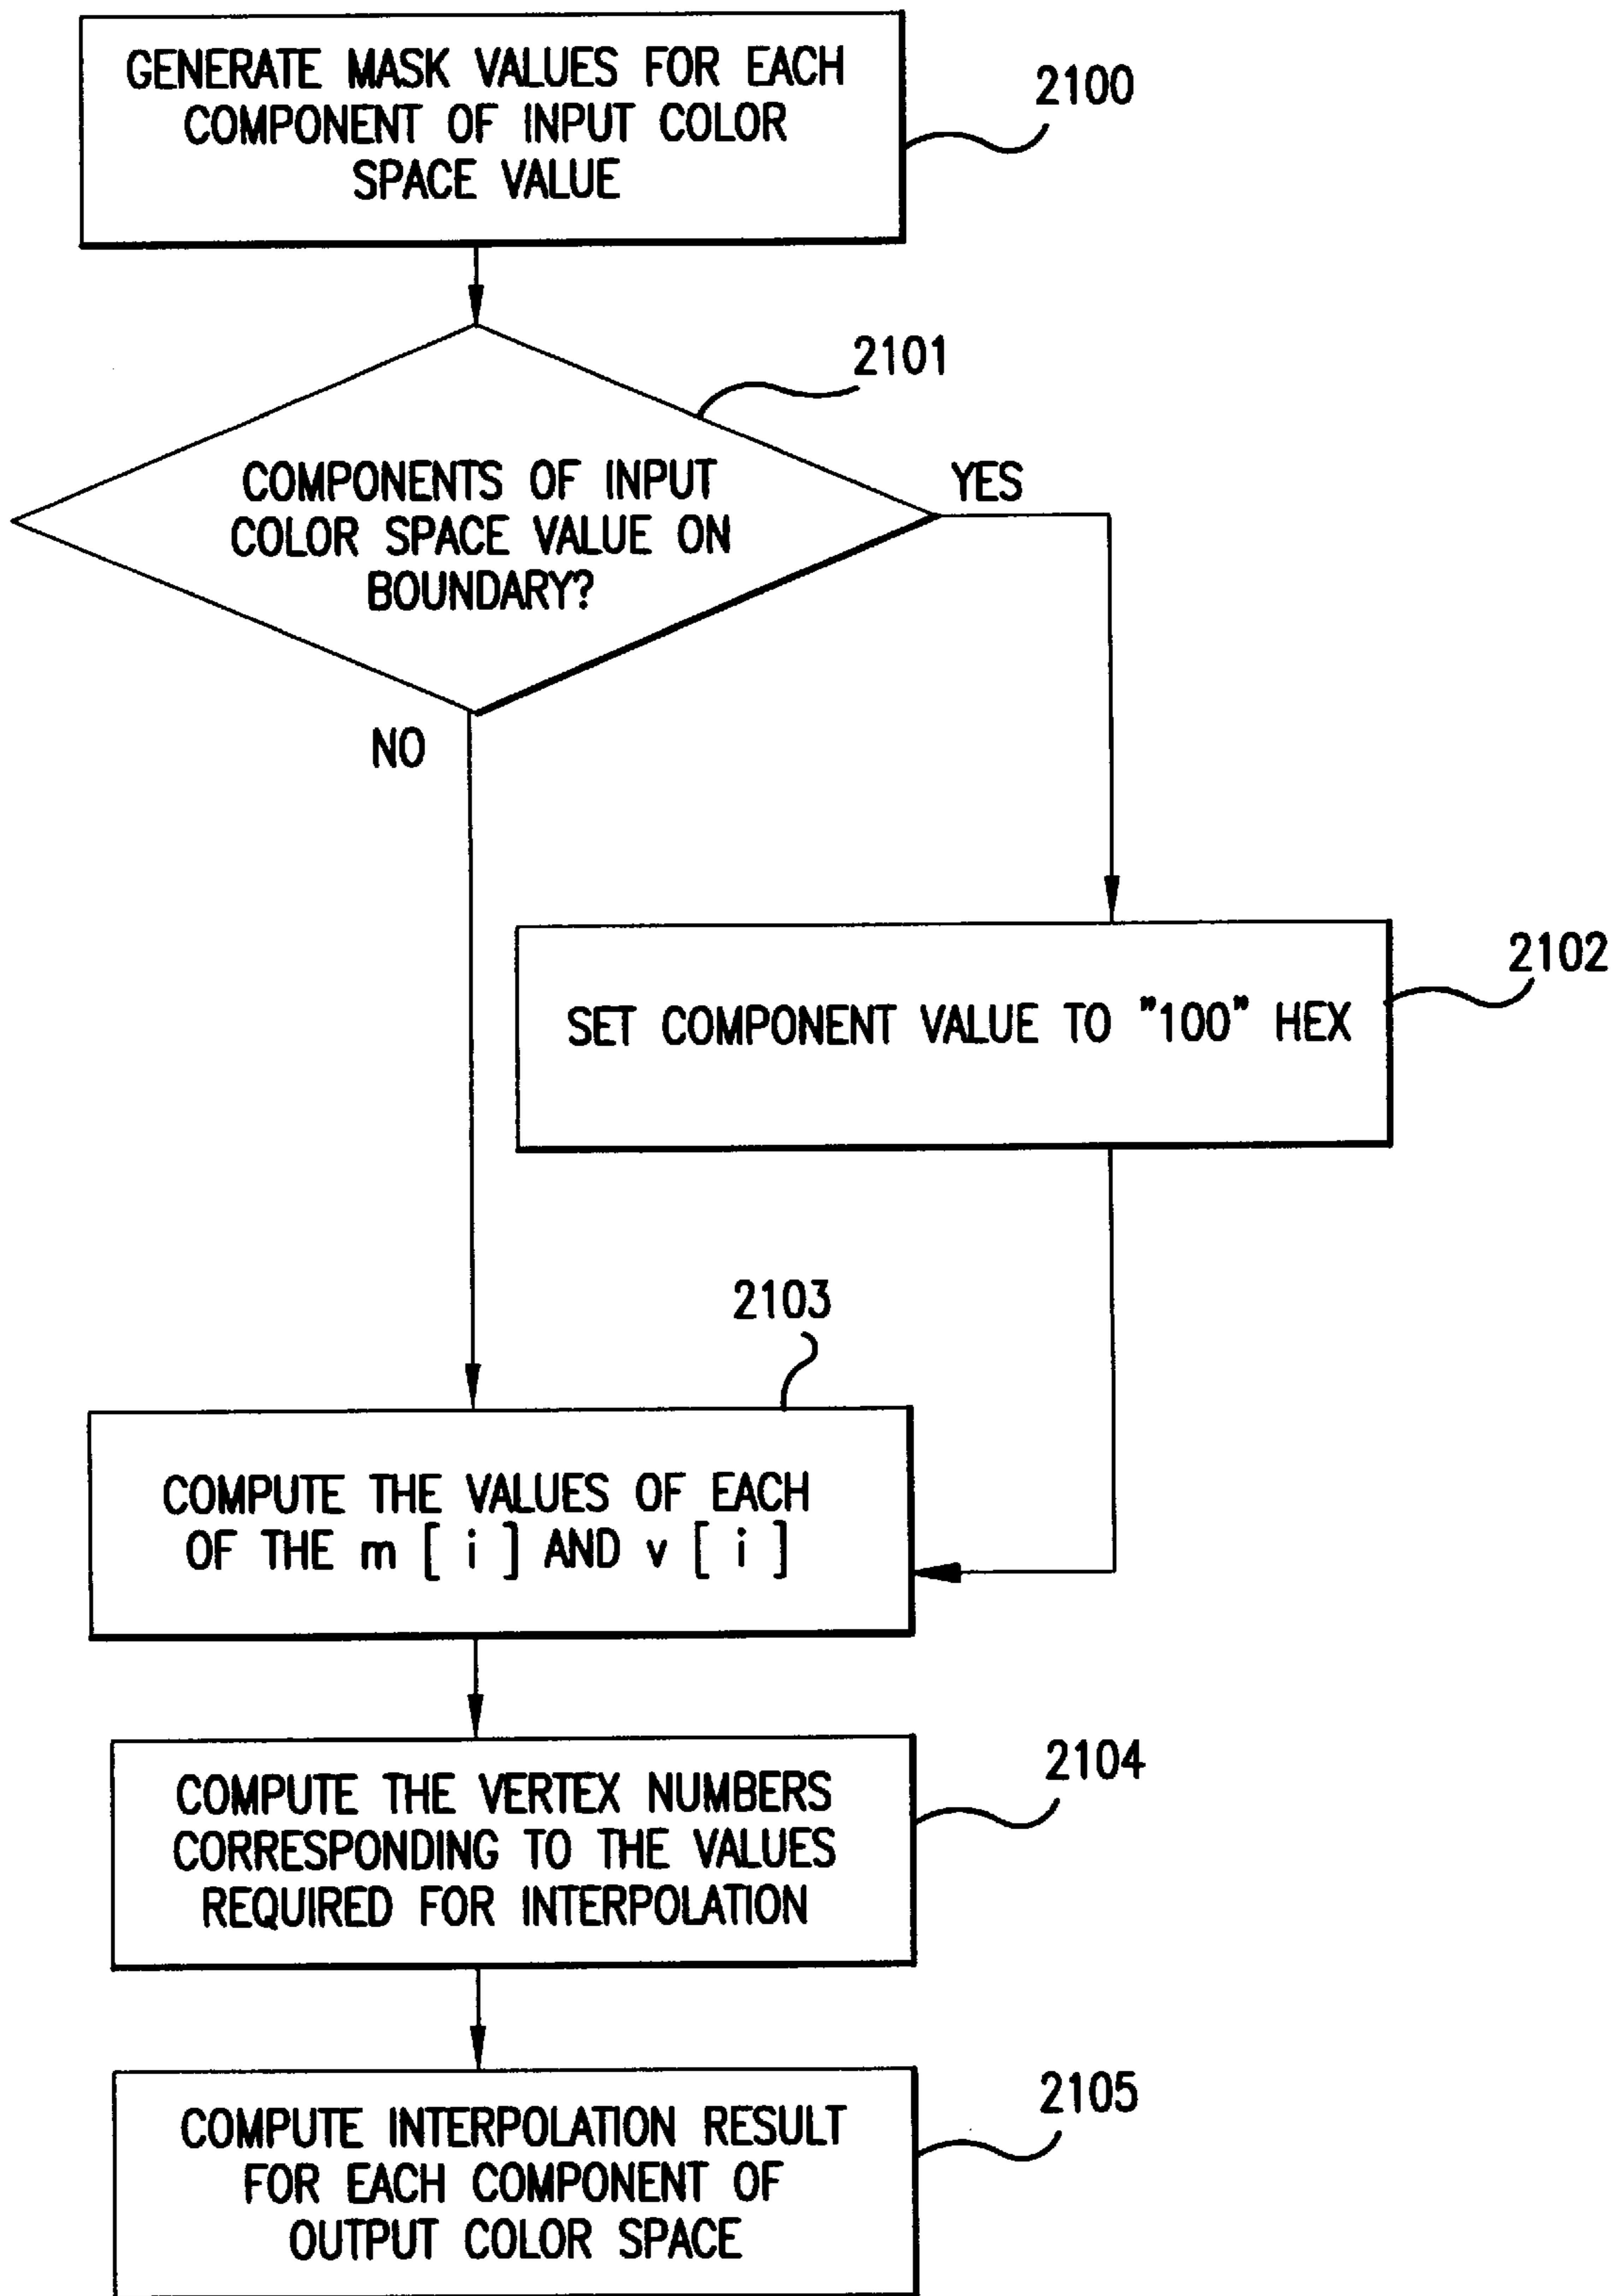 GENERATE MASK VALUES FOR EACH
COMPONENT OF INPUT COLOR
SPACE VALUE
2100
2101
COMPONENTS OF INPUT
COLOR SPACE VALUE ON
BOUNDARY?
YES
NO
2102
SET COMPONENT VALUE TO "100" HEX
2103
COMPUTE THE VALUES OF EACH
OF THE m [ i ] AND v [ i ]
2104
COMPUTE THE VERTEX NUMBERS
CORRESPONDING TO THE VALUES
REQUIRED FOR INTERPOLATION
2105
COMPUTE INTERPOLATION RESULT
FOR EACH COMPONENT OF
OUTPUT COLOR SPACE